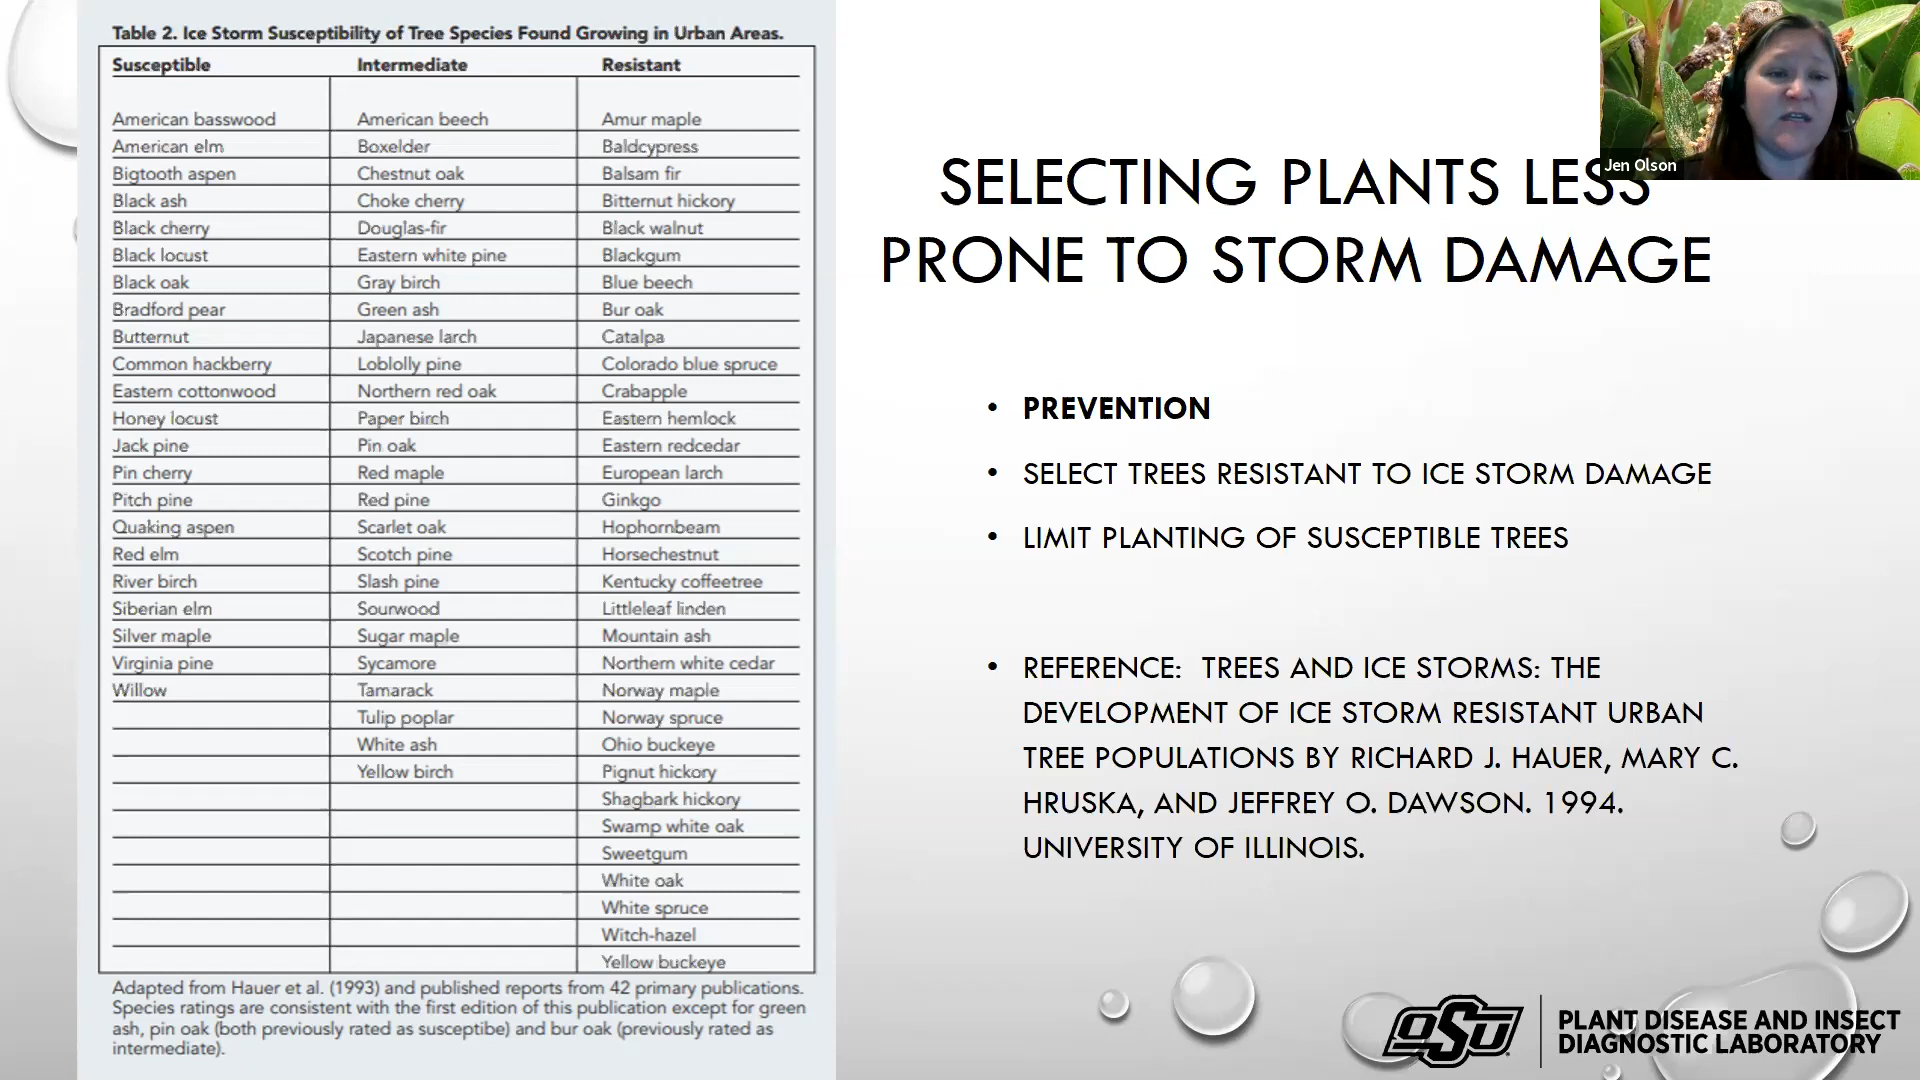 Table 2. Ice Storm Susceptibility of Tree Species Found Growing in Urban Areas.
Susceptible Intermediate Resistant
American basswood American beech Amur maple
American elm Boxelder Baldcypress
Bigtooth aspen Chestnut oak Balsam fir
Black ash Choke cherry Bitternut hickory
Black cherry Douglas-fir Black walnut
Black locust Eastern white pine Blackgum
Black oak Gray birch Blue beech
Bradford pear Green ash Bur oak
Butternut Japanese larch Catalpa
Common hackberry Loblolly pine Colorado blue spruce
Eastern cottonwood Northern red oak Crabapple
Honey locust Paper birch Eastern hemlock
Jack pine Pin oak Eastern redcedar
Pin cherry Red maple European larch
Pitch pine Red pine Ginkgo
Quaking aspen Scarlet oak Hophornbeam
Red elm Scotch pine Horsechestnut
River birch Slash pine Kentucky coffeetree
Siberian elm Sourwood Littleleaf linden
Silver maple Sugar maple Mountain ash
Virginia pine Sycamore Northern white cedar
Willow Tamarack Norway maple
Tulip poplar Norway spruce
White ash Ohio buckeye
Yellow birch Pignut hickory
Shagbark hickory
Swamp white oak
Sweetgum
White oak
White spruce
Witch-hazel
Yellow buckeye
Adapted from Hauer et al. (1993) and published reports from 42 primary publications.
Species ratings are consistent with the first edition of this publication except for green
ash, pin oak (both previously rated as susceptibe) and bur oak (previously rated as
intermediate).
Jen Olson
SELECTING PLANTS LESS
PRONE TO STORM DAMAGE
• PREVENTION
• SELECT TREES RESISTANT TO ICE STORM DAMAGE
• LIMIT PLANTING OF SUSCEPTIBLE TREES
• REFERENCE: TREES AND ICE STORMS: THE
DEVELOPMENT OF ICE STORM RESISTANT URBAN
TREE POPULATIONS BY RICHARD J. HAUER, MARY C.
HRUSKA, AND JEFFREY O. DAWSON. 1994.
UNIVERSITY OF ILLINOIS.
OSU
PLANT DISEASE AND INSECT
DIAGNOSTIC LABORATORY